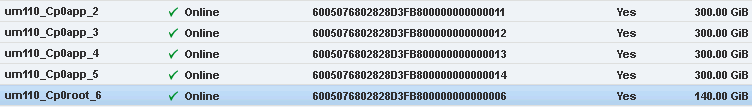 urn110_Cp0app_2 Online 6005076802828D3FB800000000000011 Yes 300.00 GiB
urn110_Cp0app_3 Online 6005076802828D3FB800000000000012 Yes 300.00 GiB
urn110_Cp0app_4 Online 6005076802828D3FB800000000000013 Yes 300.00 GiB
urn110_Cp0app_5 Online 6005076802828D3FB800000000000014 Yes 300.00 GiB
urn110_Cp0root_6 Online 6005076802828D3FB800000000000006 Yes 140.00 GiB